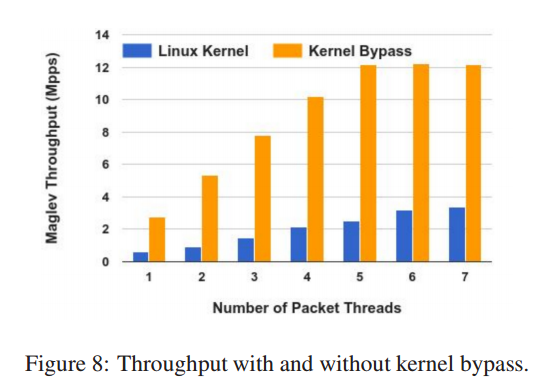 14
Linux Kernel Kernel Bypass
12
10
8
6
4
2
0
Maglev Throughput (Mpps)
1 2 3 4 5 6 7
Number of Packet Threads
Figure 8: Throughput with and without kernel bypass.